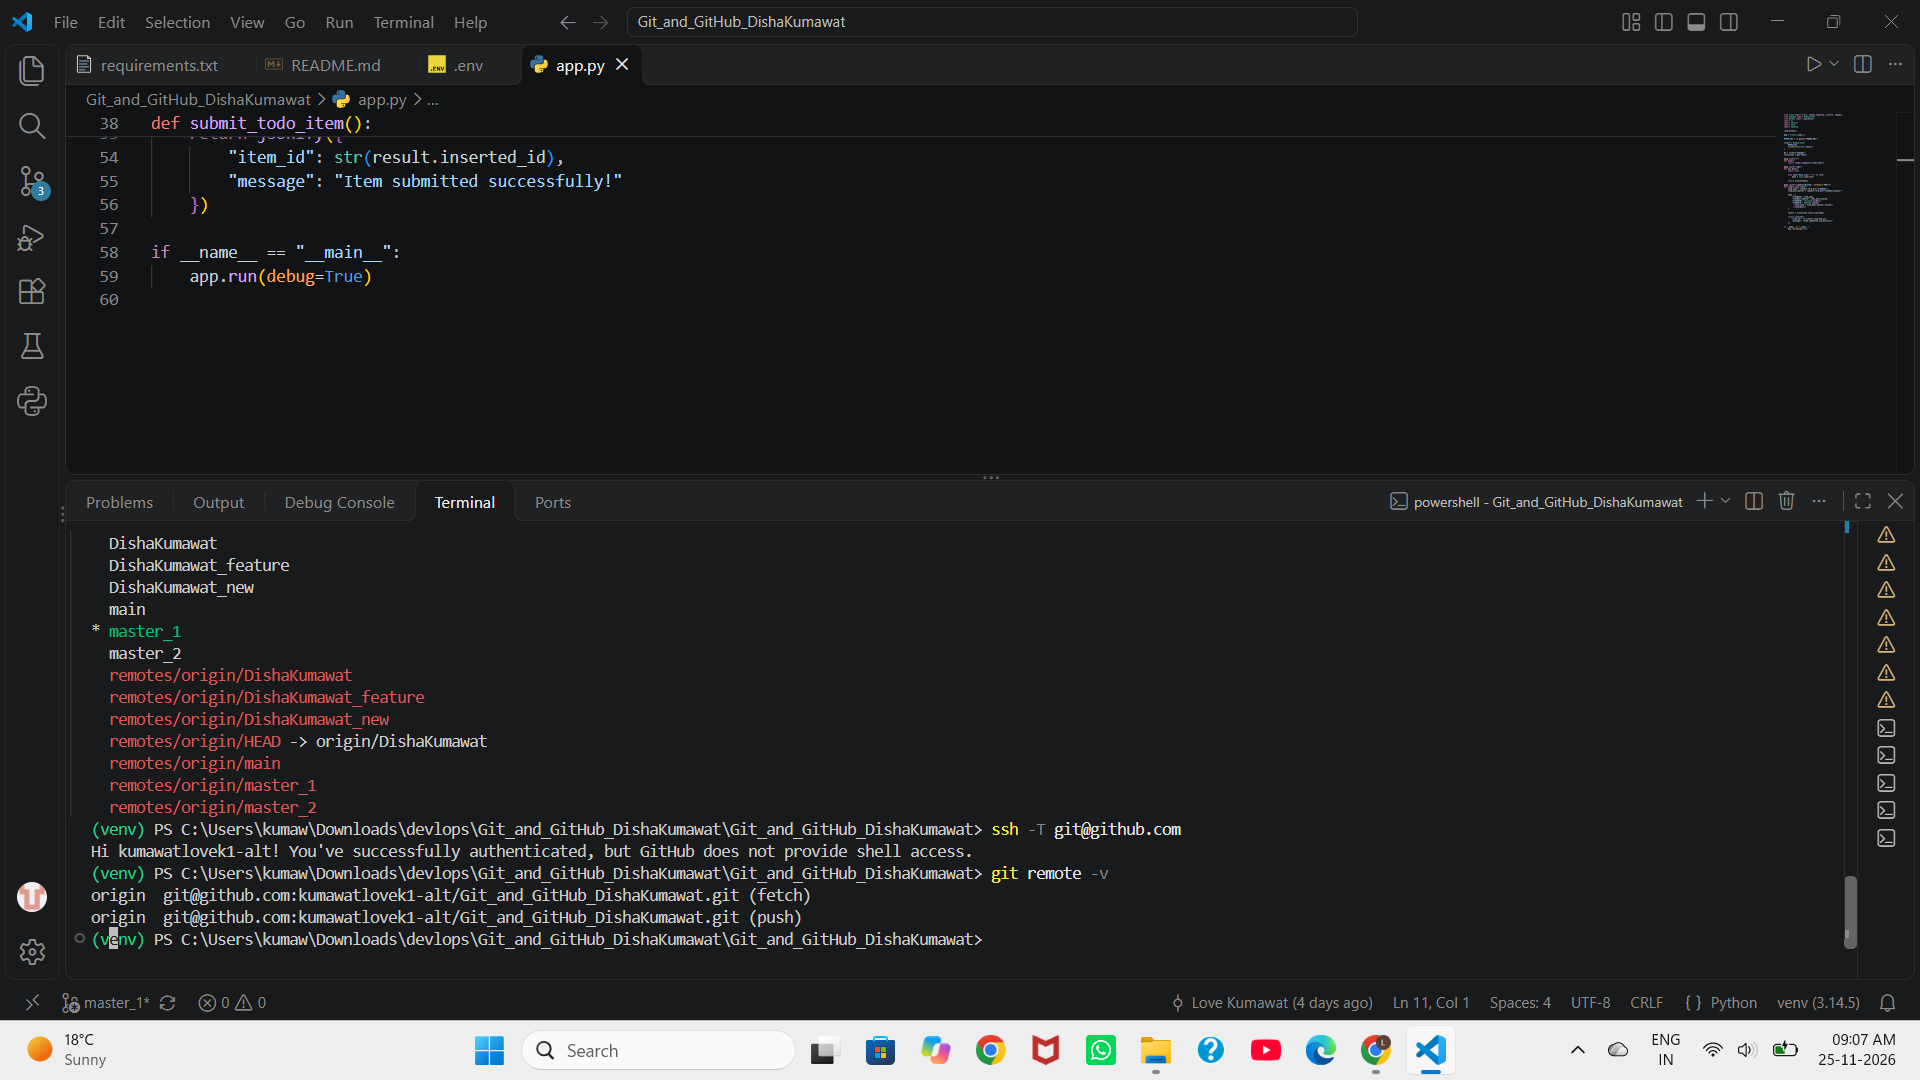 File Edit Selection View Go Run Terminal Help
Git_and_GitHub_DishaKumawat
requirements.txt README.md .env app.py
Git_and_GitHub_DishaKumawat > app.py > ...
38 def submit_todo_item():
54 "item_id": str(result.inserted_id),
55 "message": "Item submitted successfully!"
56 })
57
58 if __name__ == "__main__":
59 app.run(debug=True)
60
3
Problems Output Debug Console Terminal Ports
powershell - Git_and_GitHub_DishaKumawat
DishaKumawat
DishaKumawat_feature
DishaKumawat_new
main
* master_1
master_2
remotes/origin/DishaKumawat
remotes/origin/DishaKumawat_feature
remotes/origin/DishaKumawat_new
remotes/origin/HEAD -> origin/DishaKumawat
remotes/origin/main
remotes/origin/master_1
remotes/origin/master_2
(venv) PS C:\Users\kumaw\Downloads\devlops\Git_and_GitHub_DishaKumawat\Git_and_GitHub_DishaKumawat> ssh -T git@github.com
Hi kumawatlovek1-alt! You've successfully authenticated, but GitHub does not provide shell access.
(venv) PS C:\Users\kumaw\Downloads\devlops\Git_and_GitHub_DishaKumawat\Git_and_GitHub_DishaKumawat> git remote -v
origin git@github.com:kumawatlovek1-alt/Git_and_GitHub_DishaKumawat.git (fetch)
origin git@github.com:kumawatlovek1-alt/Git_and_GitHub_DishaKumawat.git (push)
(venv) PS C:\Users\kumaw\Downloads\devlops\Git_and_GitHub_DishaKumawat\Git_and_GitHub_DishaKumawat>
master_1* 0 0 Love Kumawat (4 days ago) Ln 11, Col 1 Spaces: 4 UTF-8 CRLF { } Python venv (3.14.5)
18°C
Sunny
Search
ENG
IN
09:07 AM
25-11-2026